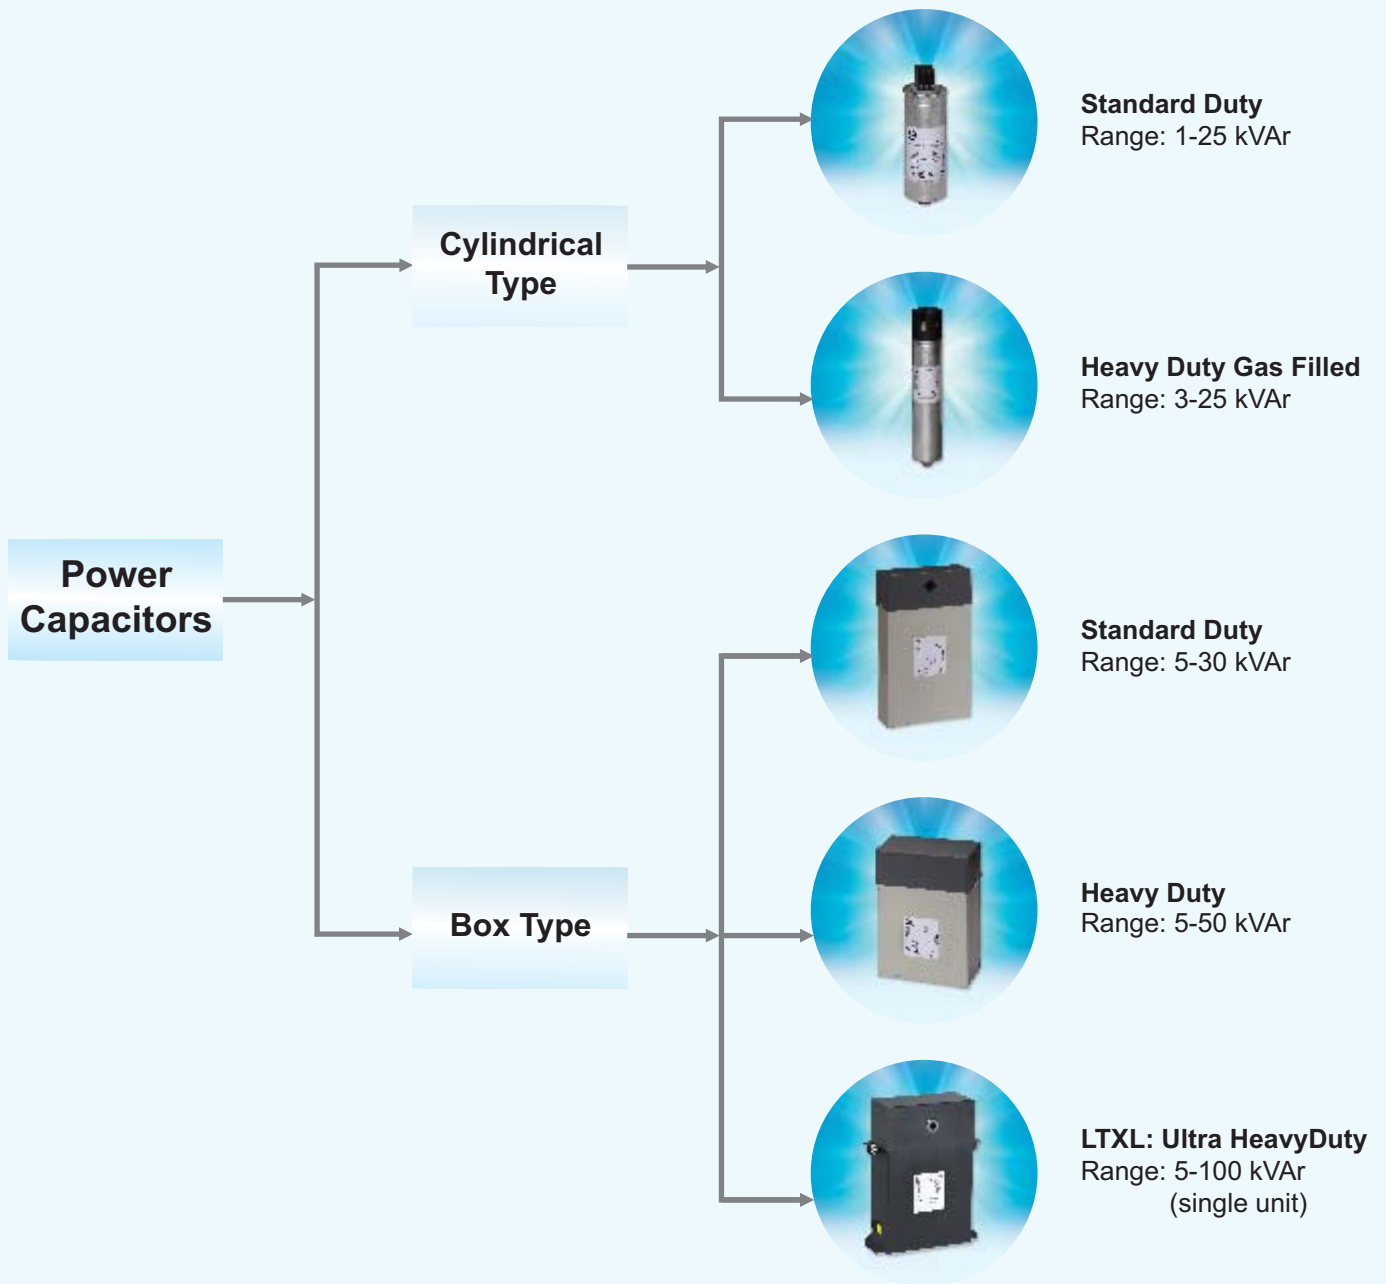 Power
Capacitors
Cylindrical
Type
Standard Duty
Range: 1-25 kVAr
Heavy Duty Gas Filled
Range: 3-25 kVAr
Box Type
Standard Duty
Range: 5-30 kVAr
Heavy Duty
Range: 5-50 kVAr
LTXL: Ultra HeavyDuty
Range: 5-100 kVAr
(single unit)